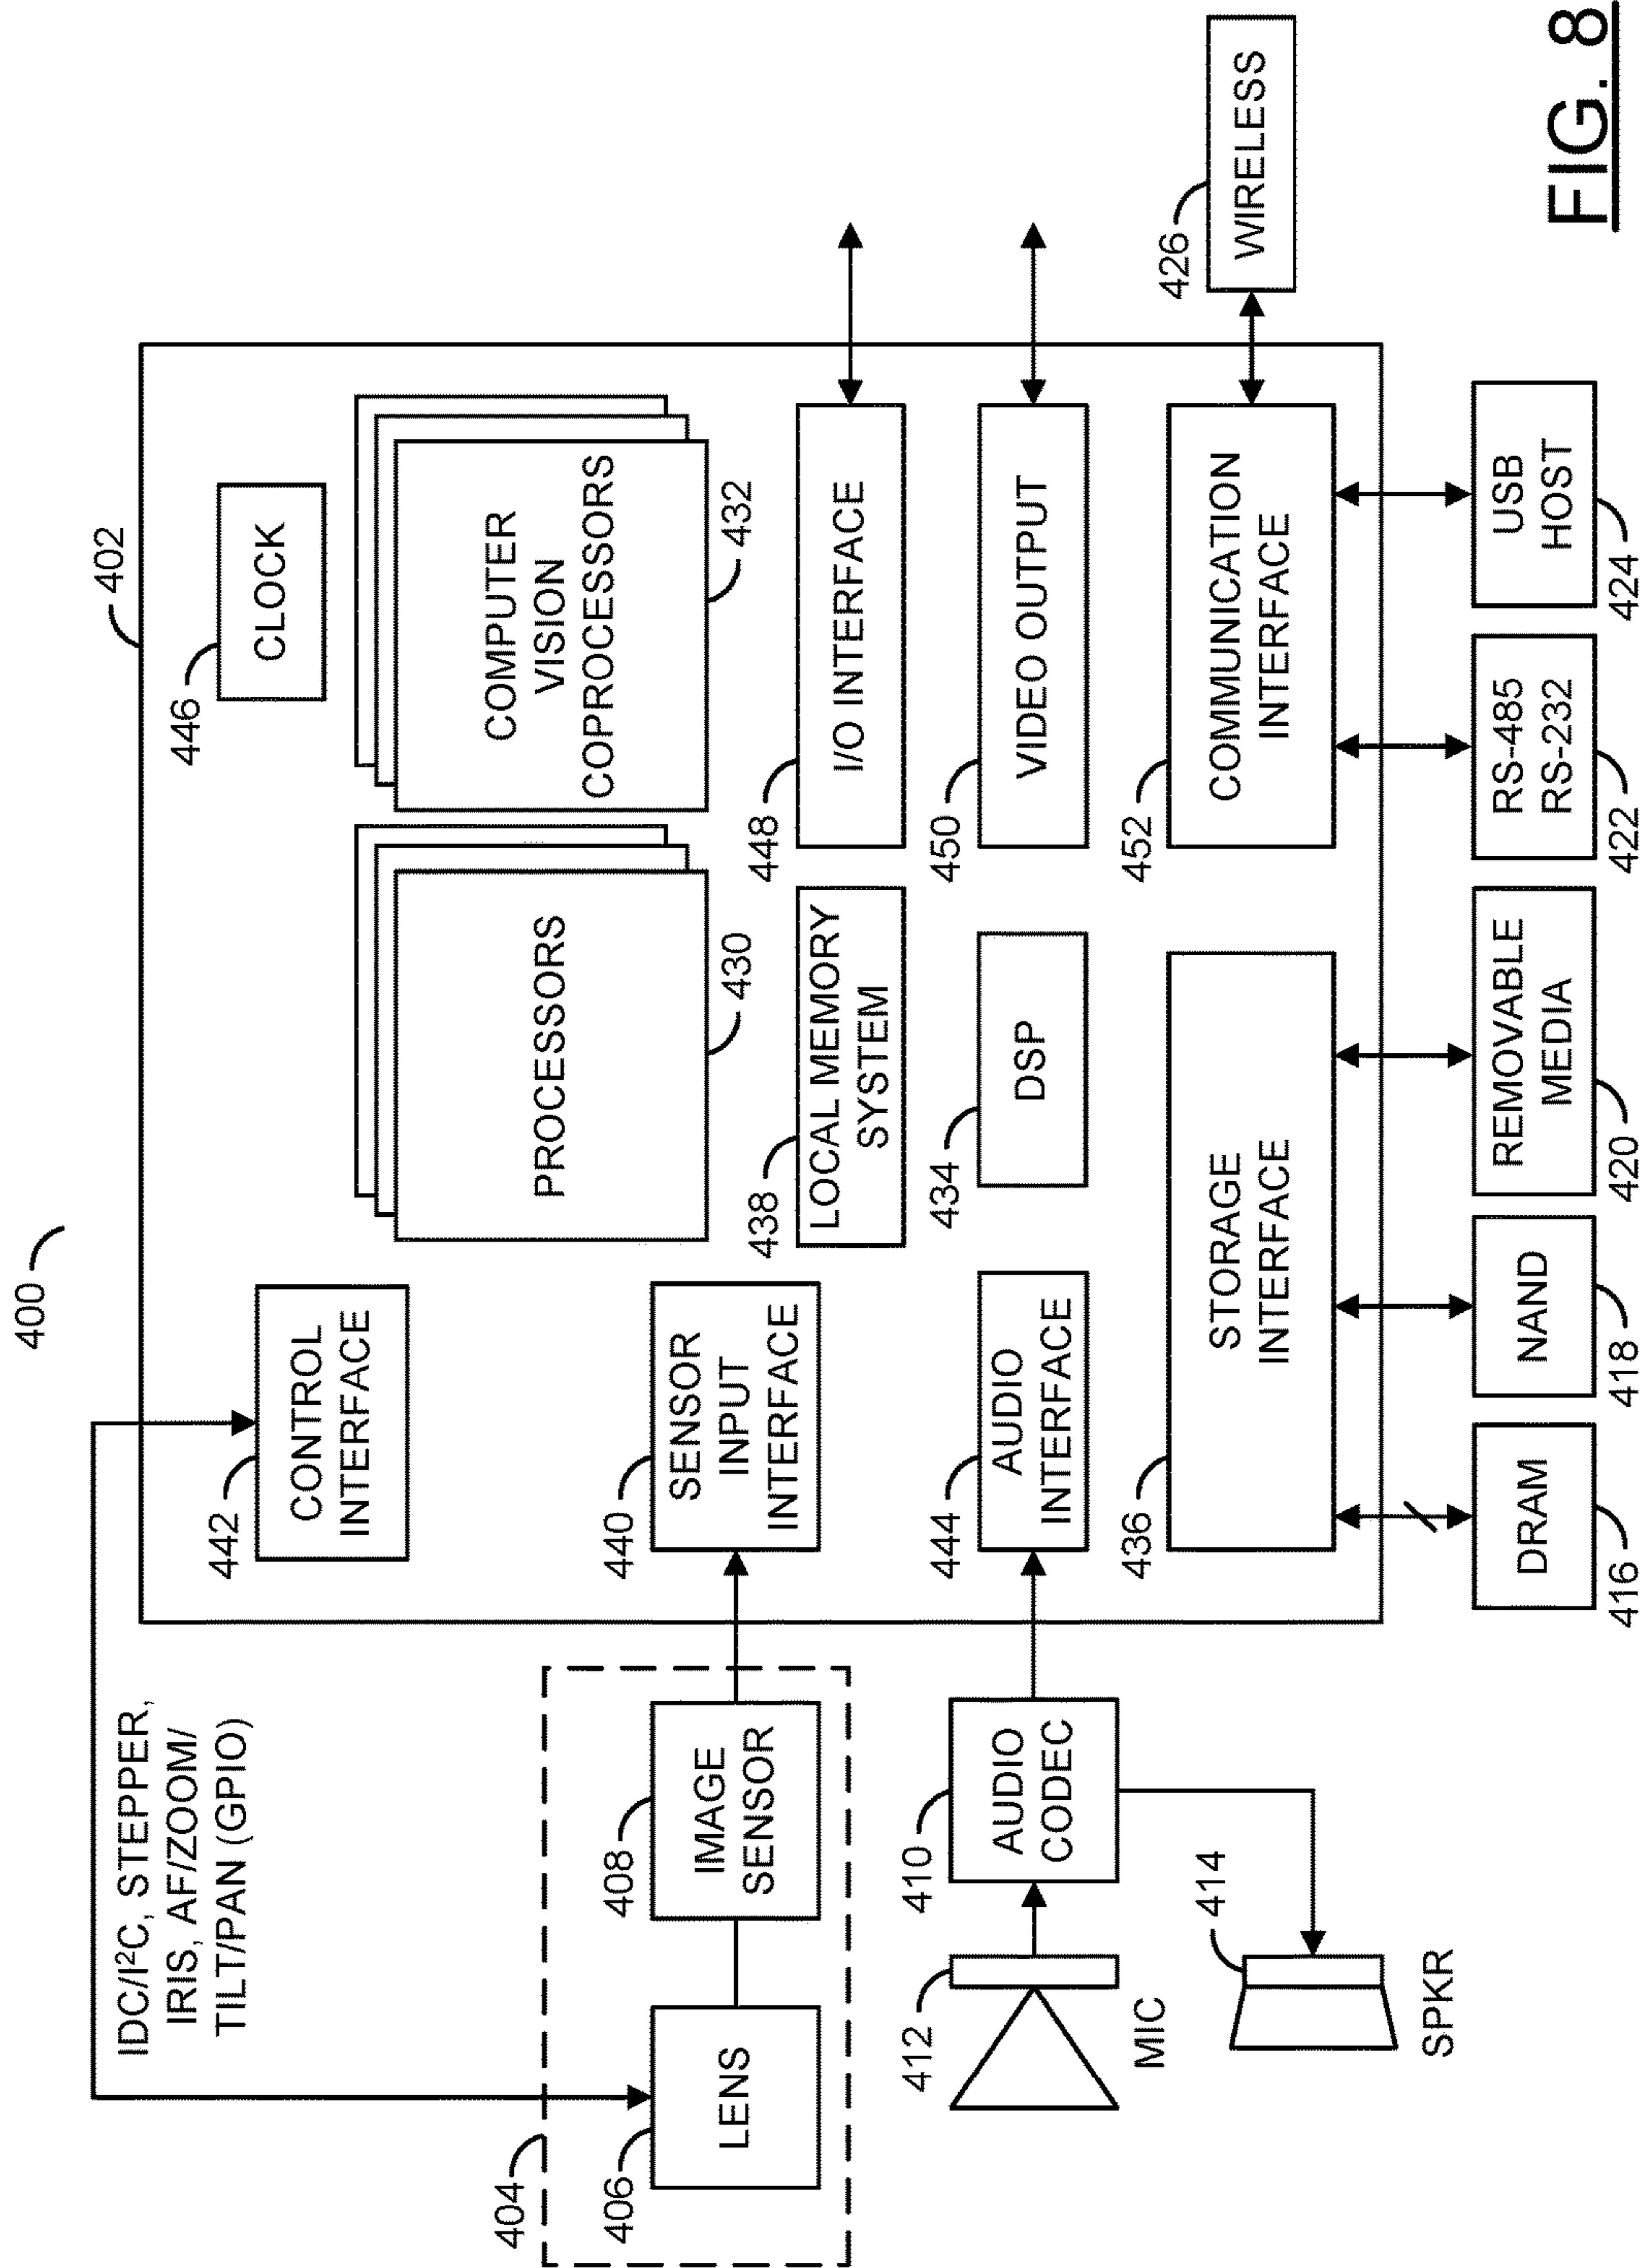 400
IDC/I²C, STEPPER,
IRIS, AF/ZOOM/
TILT/PAN (GPIO)
402
442
CONTROL
INTERFACE
446
CLOCK
404
406
LENS
408
IMAGE
SENSOR
440
SENSOR
INPUT
INTERFACE
PROCESSORS
430
COMPUTER
VISION
COPROCESSORS
432
438
LOCAL MEMORY
SYSTEM
448
I/O INTERFACE
412
MIC
410
AUDIO
CODEC
444
AUDIO
INTERFACE
434
DSP
450
VIDEO OUTPUT
414
SPKR
436
STORAGE
INTERFACE
452
COMMUNICATION
INTERFACE
426
WIRELESS
DRAM
416
NAND
418
REMOVABLE
MEDIA
420
RS-485
RS-232
422
USB
HOST
424
FIG. 8